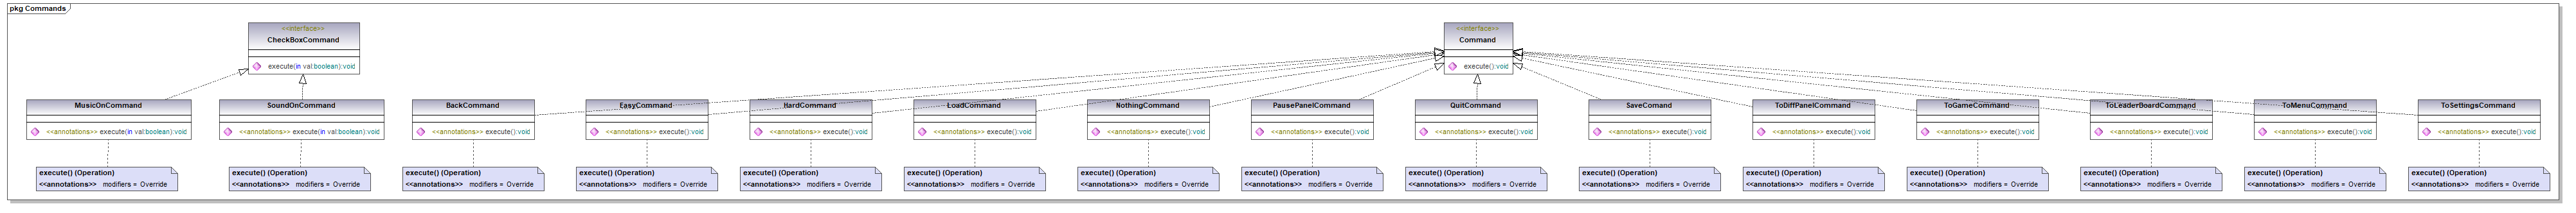 pkg Commands
<<interface>>
CheckBoxCommand
execute(in val:boolean):void
<<interface>>
Command
execute():void
MusicOnCommand
<<annotations>> execute(in val:boolean):void
SoundOnCommand
<<annotations>> execute(in val:boolean):void
BackCommand
<<annotations>> execute():void
EasyCommand
<<annotations>> execute():void
HardCommand
<<annotations>> execute():void
LoadCommand
<<annotations>> execute():void
NothingCommand
<<annotations>> execute():void
PausePanelCommand
<<annotations>> execute():void
QuitCommand
<<annotations>> execute():void
SaveComand
<<annotations>> execute():void
ToDiffPanelCommand
<<annotations>> execute():void
ToGameCommand
<<annotations>> execute():void
ToLeaderBoardCommand
<<annotations>> execute():void
ToMenuCommand
<<annotations>> execute():void
ToSettingsCommand
<<annotations>> execute():void
execute() (Operation)
<<annotations>> modifiers = Override
execute() (Operation)
<<annotations>> modifiers = Override
execute() (Operation)
<<annotations>> modifiers = Override
execute() (Operation)
<<annotations>> modifiers = Override
execute() (Operation)
<<annotations>> modifiers = Override
execute() (Operation)
<<annotations>> modifiers = Override
execute() (Operation)
<<annotations>> modifiers = Override
execute() (Operation)
<<annotations>> modifiers = Override
execute() (Operation)
<<annotations>> modifiers = Override
execute() (Operation)
<<annotations>> modifiers = Override
execute() (Operation)
<<annotations>> modifiers = Override
execute() (Operation)
<<annotations>> modifiers = Override
execute() (Operation)
<<annotations>> modifiers = Override
execute() (Operation)
<<annotations>> modifiers = Override
execute() (Operation)
<<annotations>> modifiers = Override